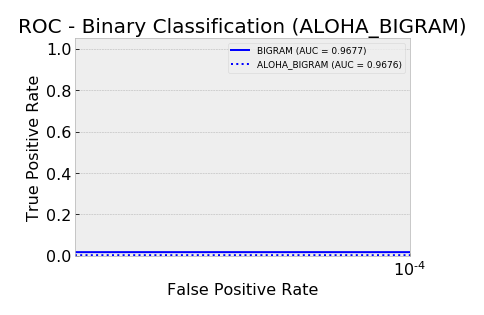 ROC - Binary Classification (ALOHA_BIGRAM)
BIGRAM (AUC = 0.9677)
ALOHA_BIGRAM (AUC = 0.9676)
True Positive Rate
1.0
0.8
0.6
0.4
0.2
0.0
10⁻⁴
False Positive Rate